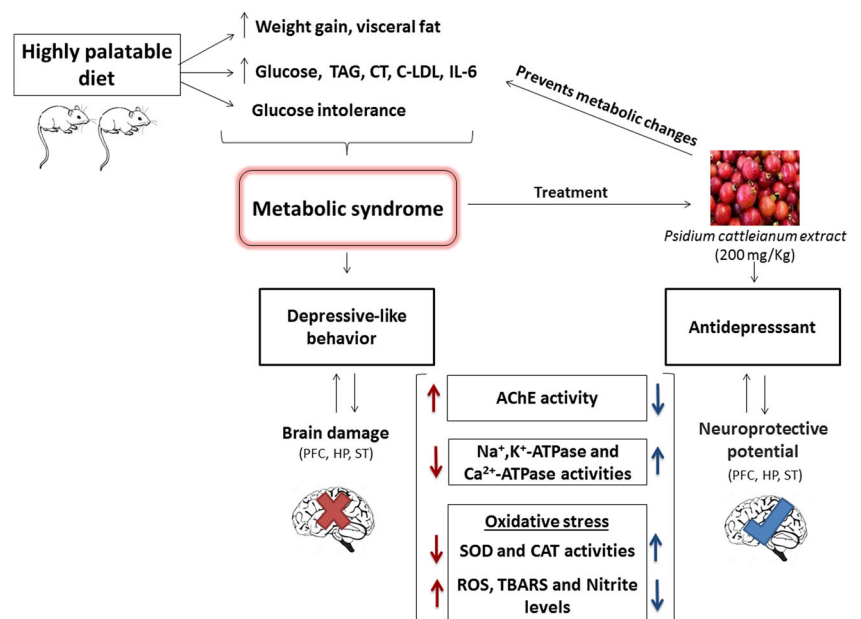 Highly palatable
diet
Weight gain, visceral fat
Glucose, TAG, CT, C-LDL, IL-6
Glucose intolerance
Prevents metabolic changes
Metabolic syndrome
Treatment
Psidium cattleianum extract
(200 mg/Kg)
Depressive-like
behavior
Antidepresssant
Brain damage
(PFC, HP, ST)
AChE activity
Na⁺,K⁺-ATPase and
Ca²⁺-ATPase activities
Oxidative stress
SOD and CAT activities
ROS, TBARS and Nitrite
levels
Neuroprotective
potential
(PFC, HP, ST)